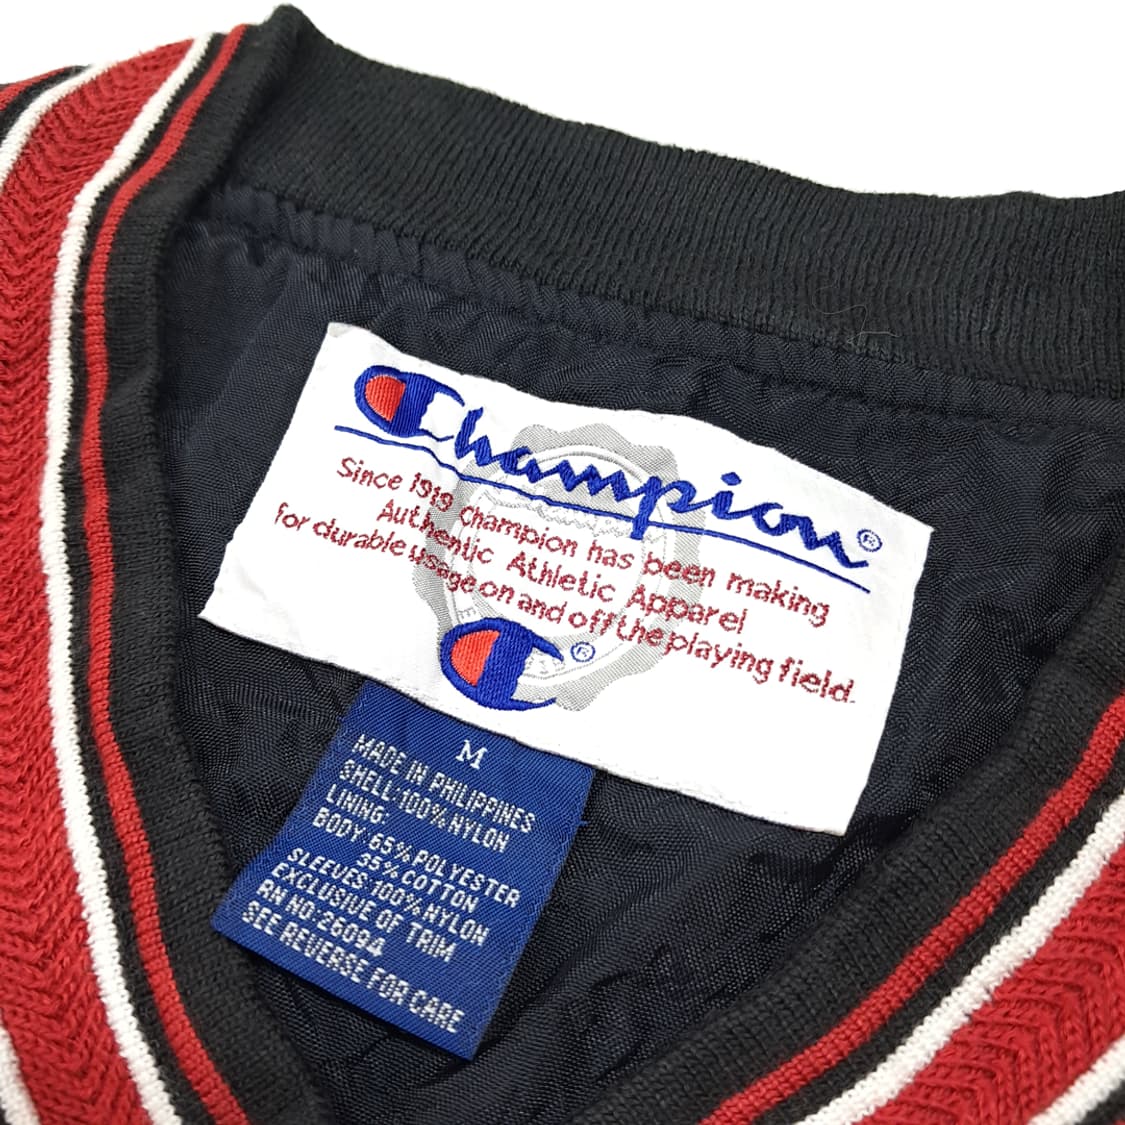 Champion®
Since 1919 Champion has been making
Authentic Athletic Apparel
for durable usage on and off the playing field.
®
M
MADE IN PHILIPPINES
SHELL:100% NYLON
LINING:
BODY: 65% POLYESTER
35% COTTON
SLEEVES:100% NYLON
EXCLUSIVE OF TRIM
RN NO:26094
SEE REVERSE FOR CARE